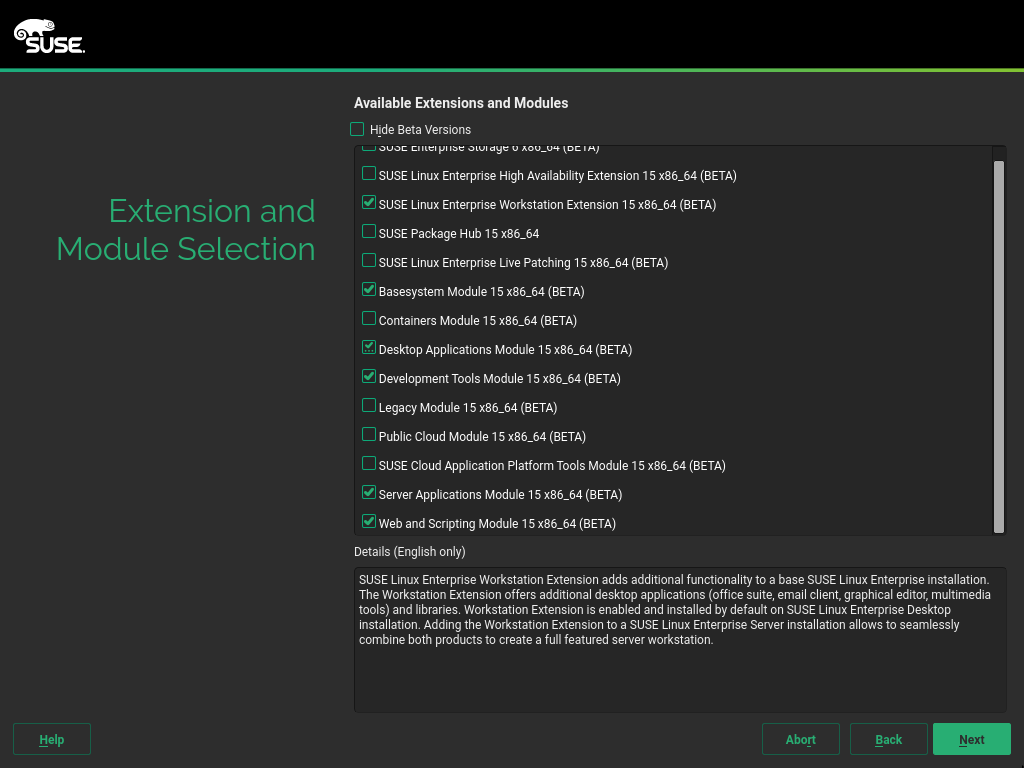 SUSE
Available Extensions and Modules
Hide Beta Versions
Extension and
Module Selection
SUSE Enterprise Storage 6 x86_64 (BETA)
SUSE Linux Enterprise High Availability Extension 15 x86_64 (BETA)
SUSE Linux Enterprise Workstation Extension 15 x86_64 (BETA)
SUSE Package Hub 15 x86_64
SUSE Linux Enterprise Live Patching 15 x86_64 (BETA)
Basesystem Module 15 x86_64 (BETA)
Containers Module 15 x86_64 (BETA)
Desktop Applications Module 15 x86_64 (BETA)
Development Tools Module 15 x86_64 (BETA)
Legacy Module 15 x86_64 (BETA)
Public Cloud Module 15 x86_64 (BETA)
SUSE Cloud Application Platform Tools Module 15 x86_64 (BETA)
Server Applications Module 15 x86_64 (BETA)
Web and Scripting Module 15 x86_64 (BETA)
Details (English only)
SUSE Linux Enterprise Workstation Extension adds additional functionality to a base SUSE Linux Enterprise installation.
The Workstation Extension offers additional desktop applications (office suite, email client, graphical editor, multimedia
tools) and libraries. Workstation Extension is enabled and installed by default on SUSE Linux Enterprise Desktop
installation. Adding the Workstation Extension to a SUSE Linux Enterprise Server installation allows to seamlessly
combine both products to create a full featured server workstation.
Help
Abort
Back
Next